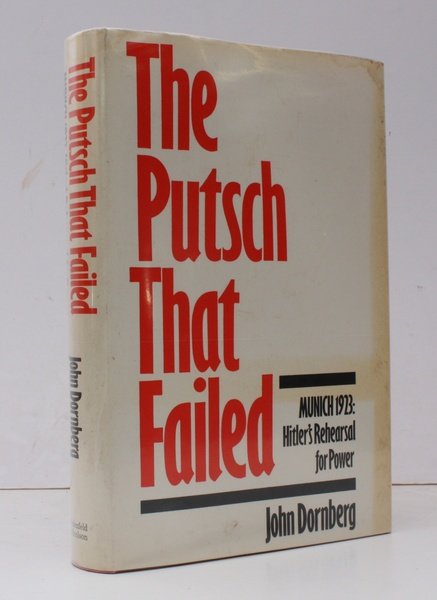 The
Putsch
That
Failed
MUNICH 1923:
Hitler's Rehearsal
for Power
John Dornberg
The Putsch That Failed
John Dornberg